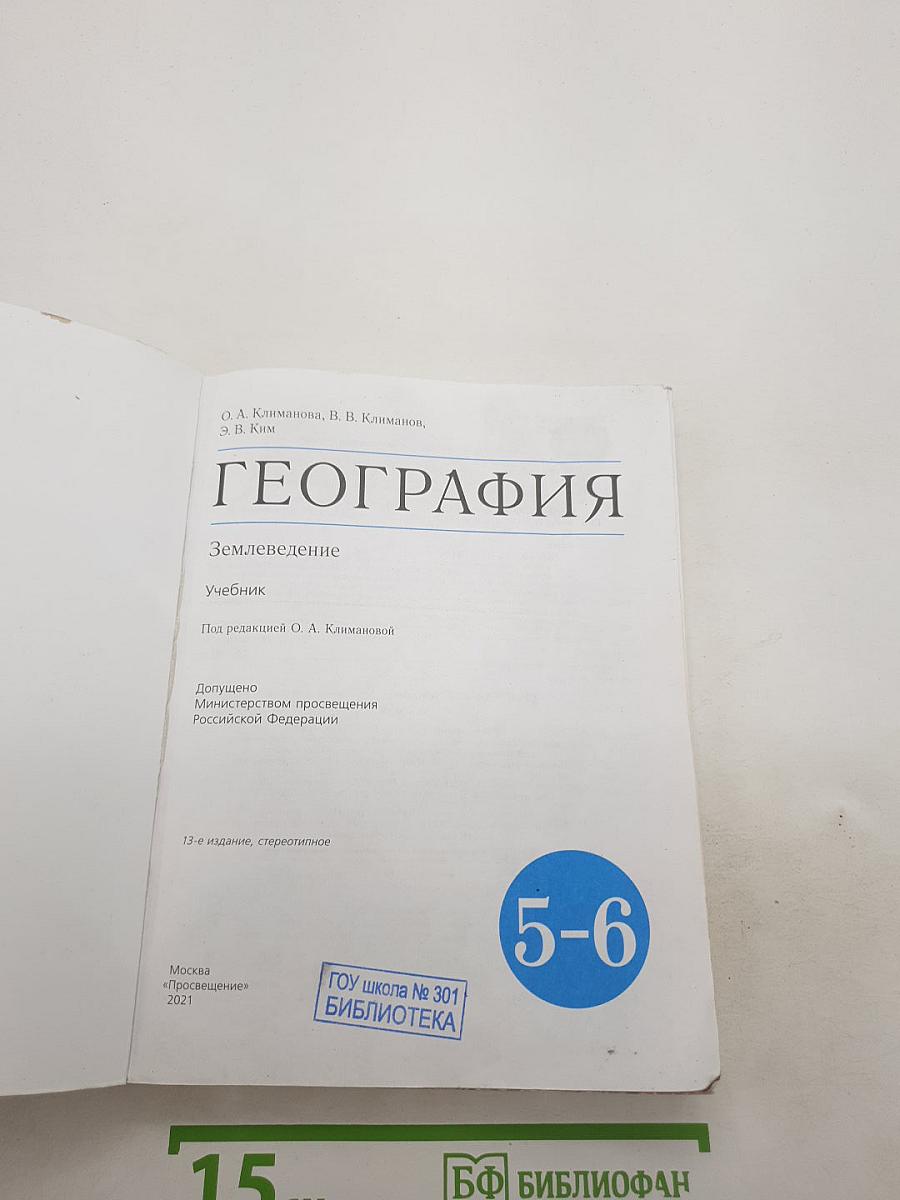 О. А. Климанова, В. В. Климанов,
Э. В. Ким
ГЕОГРАФИЯ
Землеведение
Учебник
Под редакцией О. А. Климановой
Допущено
Министерством просвещения
Российской Федерации
13-е издание, стереотипное
5-6
Москва
«Просвещение»
2021
ГОУ школа № 301
БИБЛИОТЕКА
15
БФ БИБЛИОФАН